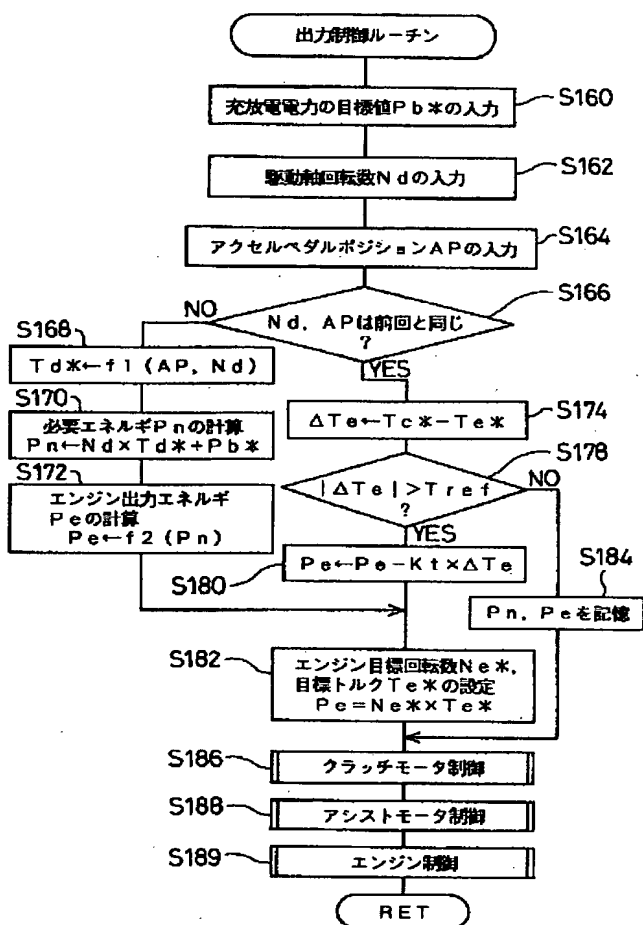 出力制御ルーチン
充放電電力の目標値Pb*の入力
S160
駆動軸回転数Ndの入力
S162
アクセルペダルポジションAPの入力
S164
Nd，APは前回と同じ
?
S166
NO
YES
S168
Td*←f1(AP，Nd)
S170
必要エネルギPnの計算
Pn←Nd×Td*+Pb*
S172
エンジン出力エネルギ
Peの計算
Pe←f2(Pn)
ΔTe←Tc*-Te*
S174
|ΔTe|>Tref
?
S178
NO
YES
Pe←Pe-Kt×ΔTe
S180
S184
Pn，Peを記憶
S182
エンジン目標回転数Ne*，
目標トルクTe*の設定
Pe=Ne*×Te*
S186
クラッチモータ制御
S188
アシストモータ制御
S189
エンジン制御
RET